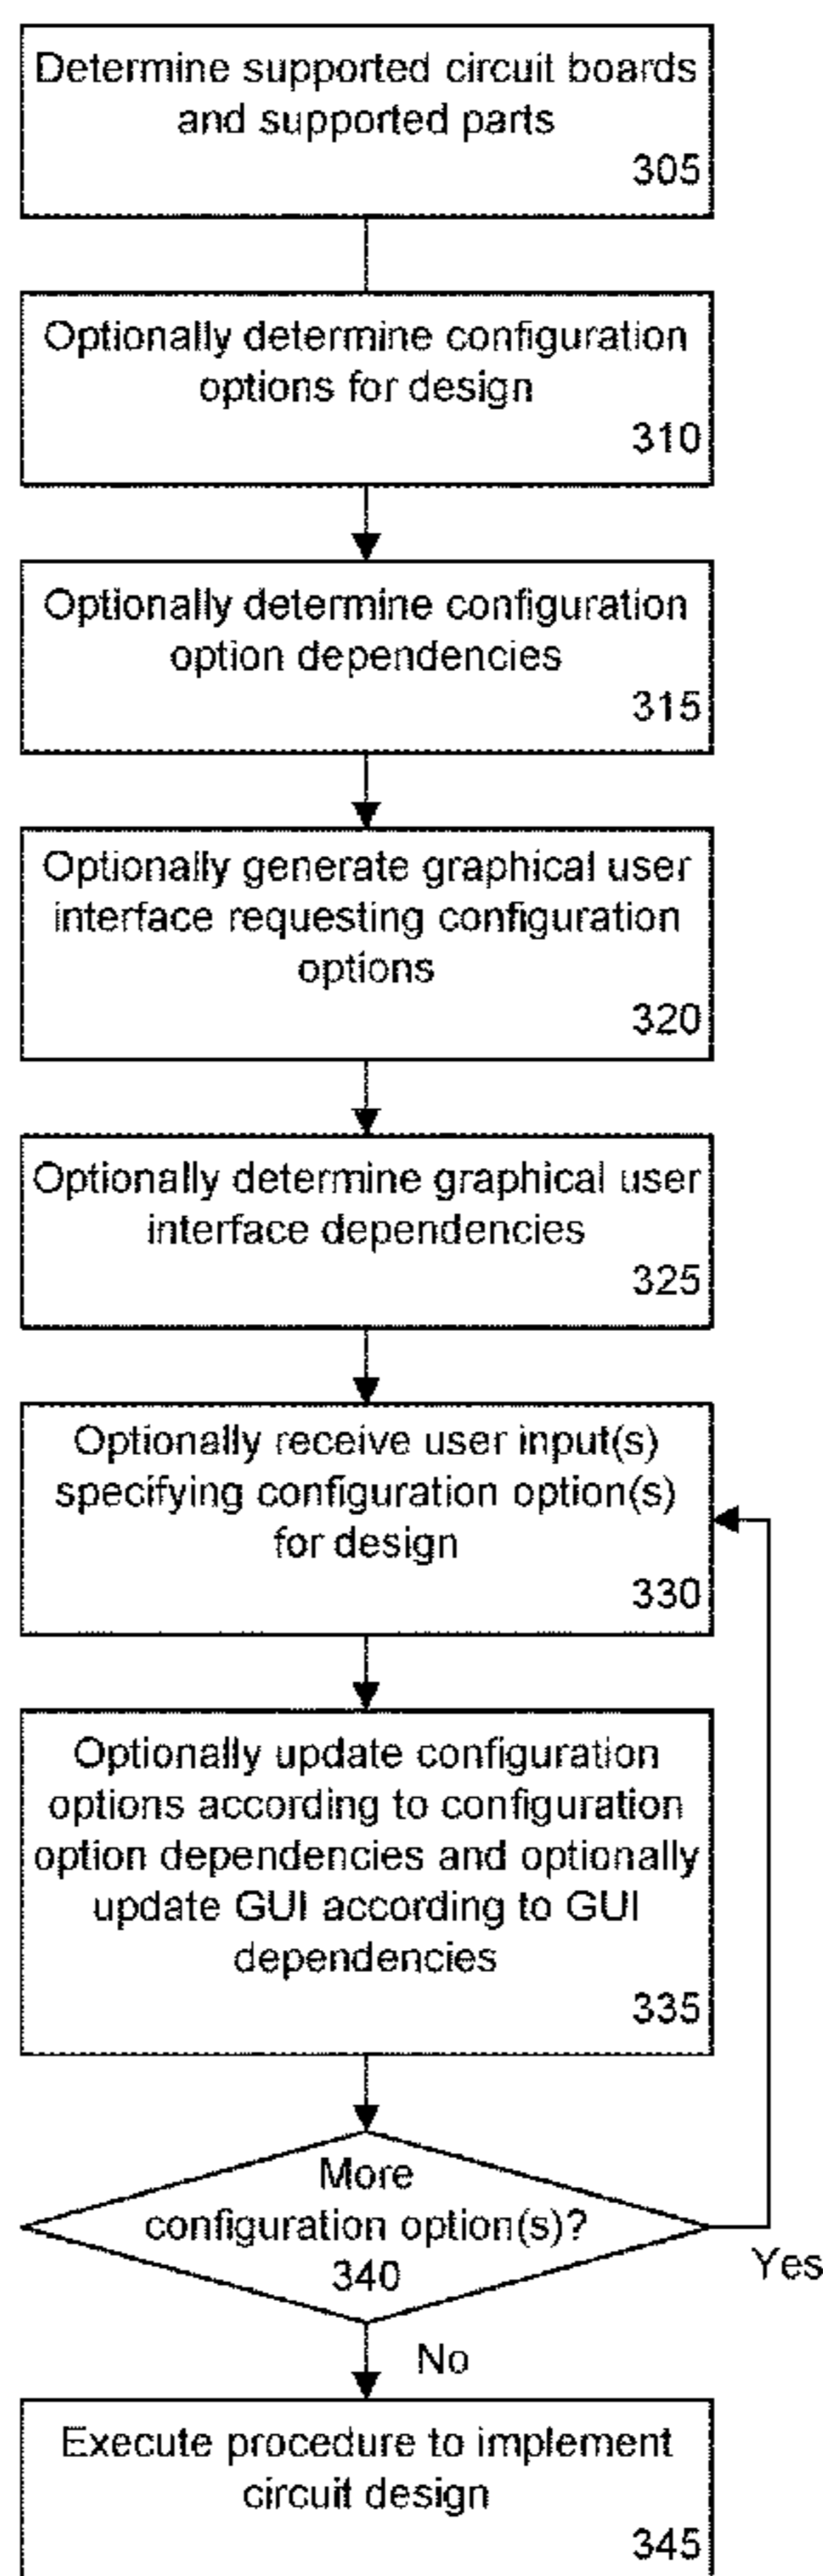 Determine supported circuit boards
and supported parts
305
Optionally determine configuration
options for design
310
Optionally determine configuration
option dependencies
315
Optionally generate graphical user
interface requesting configuration
options
320
Optionally determine graphical user
interface dependencies
325
Optionally receive user input(s)
specifying configuration option(s)
for design
330
Optionally update configuration
options according to configuration
option dependencies and optionally
update GUI according to GUI
dependencies
335
More
configuration option(s)?
340
Yes
No
Execute procedure to implement
circuit design
345